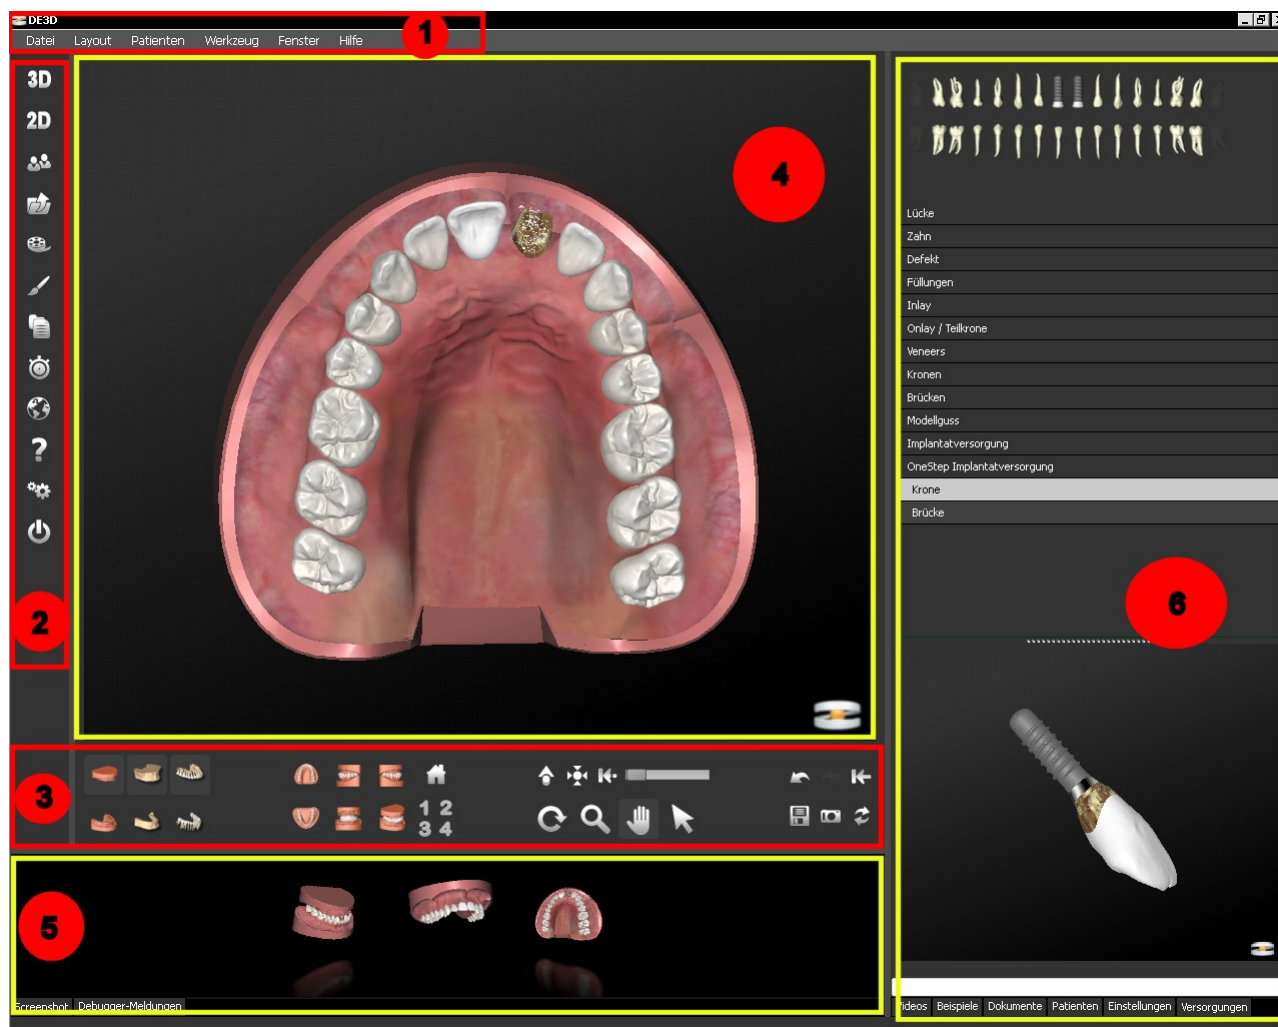 DE3D
Datei Layout Patienten Werkzeug Fenster Hilfe
1
3D
2D
4
2
Lücke
Zahn
Defekt
Füllungen
Inlay
Onlay / Teilkrone
Veneers
Kronen
Brücken
Modellguss
Implantatversorgung
OneStep Implantatversorgung
Krone
Brücke
6
3
1 2
3 4
5
Screenshot Debugger-Meldungen
Videos Beispiele Dokumente Patienten Einstellungen Versorgungen